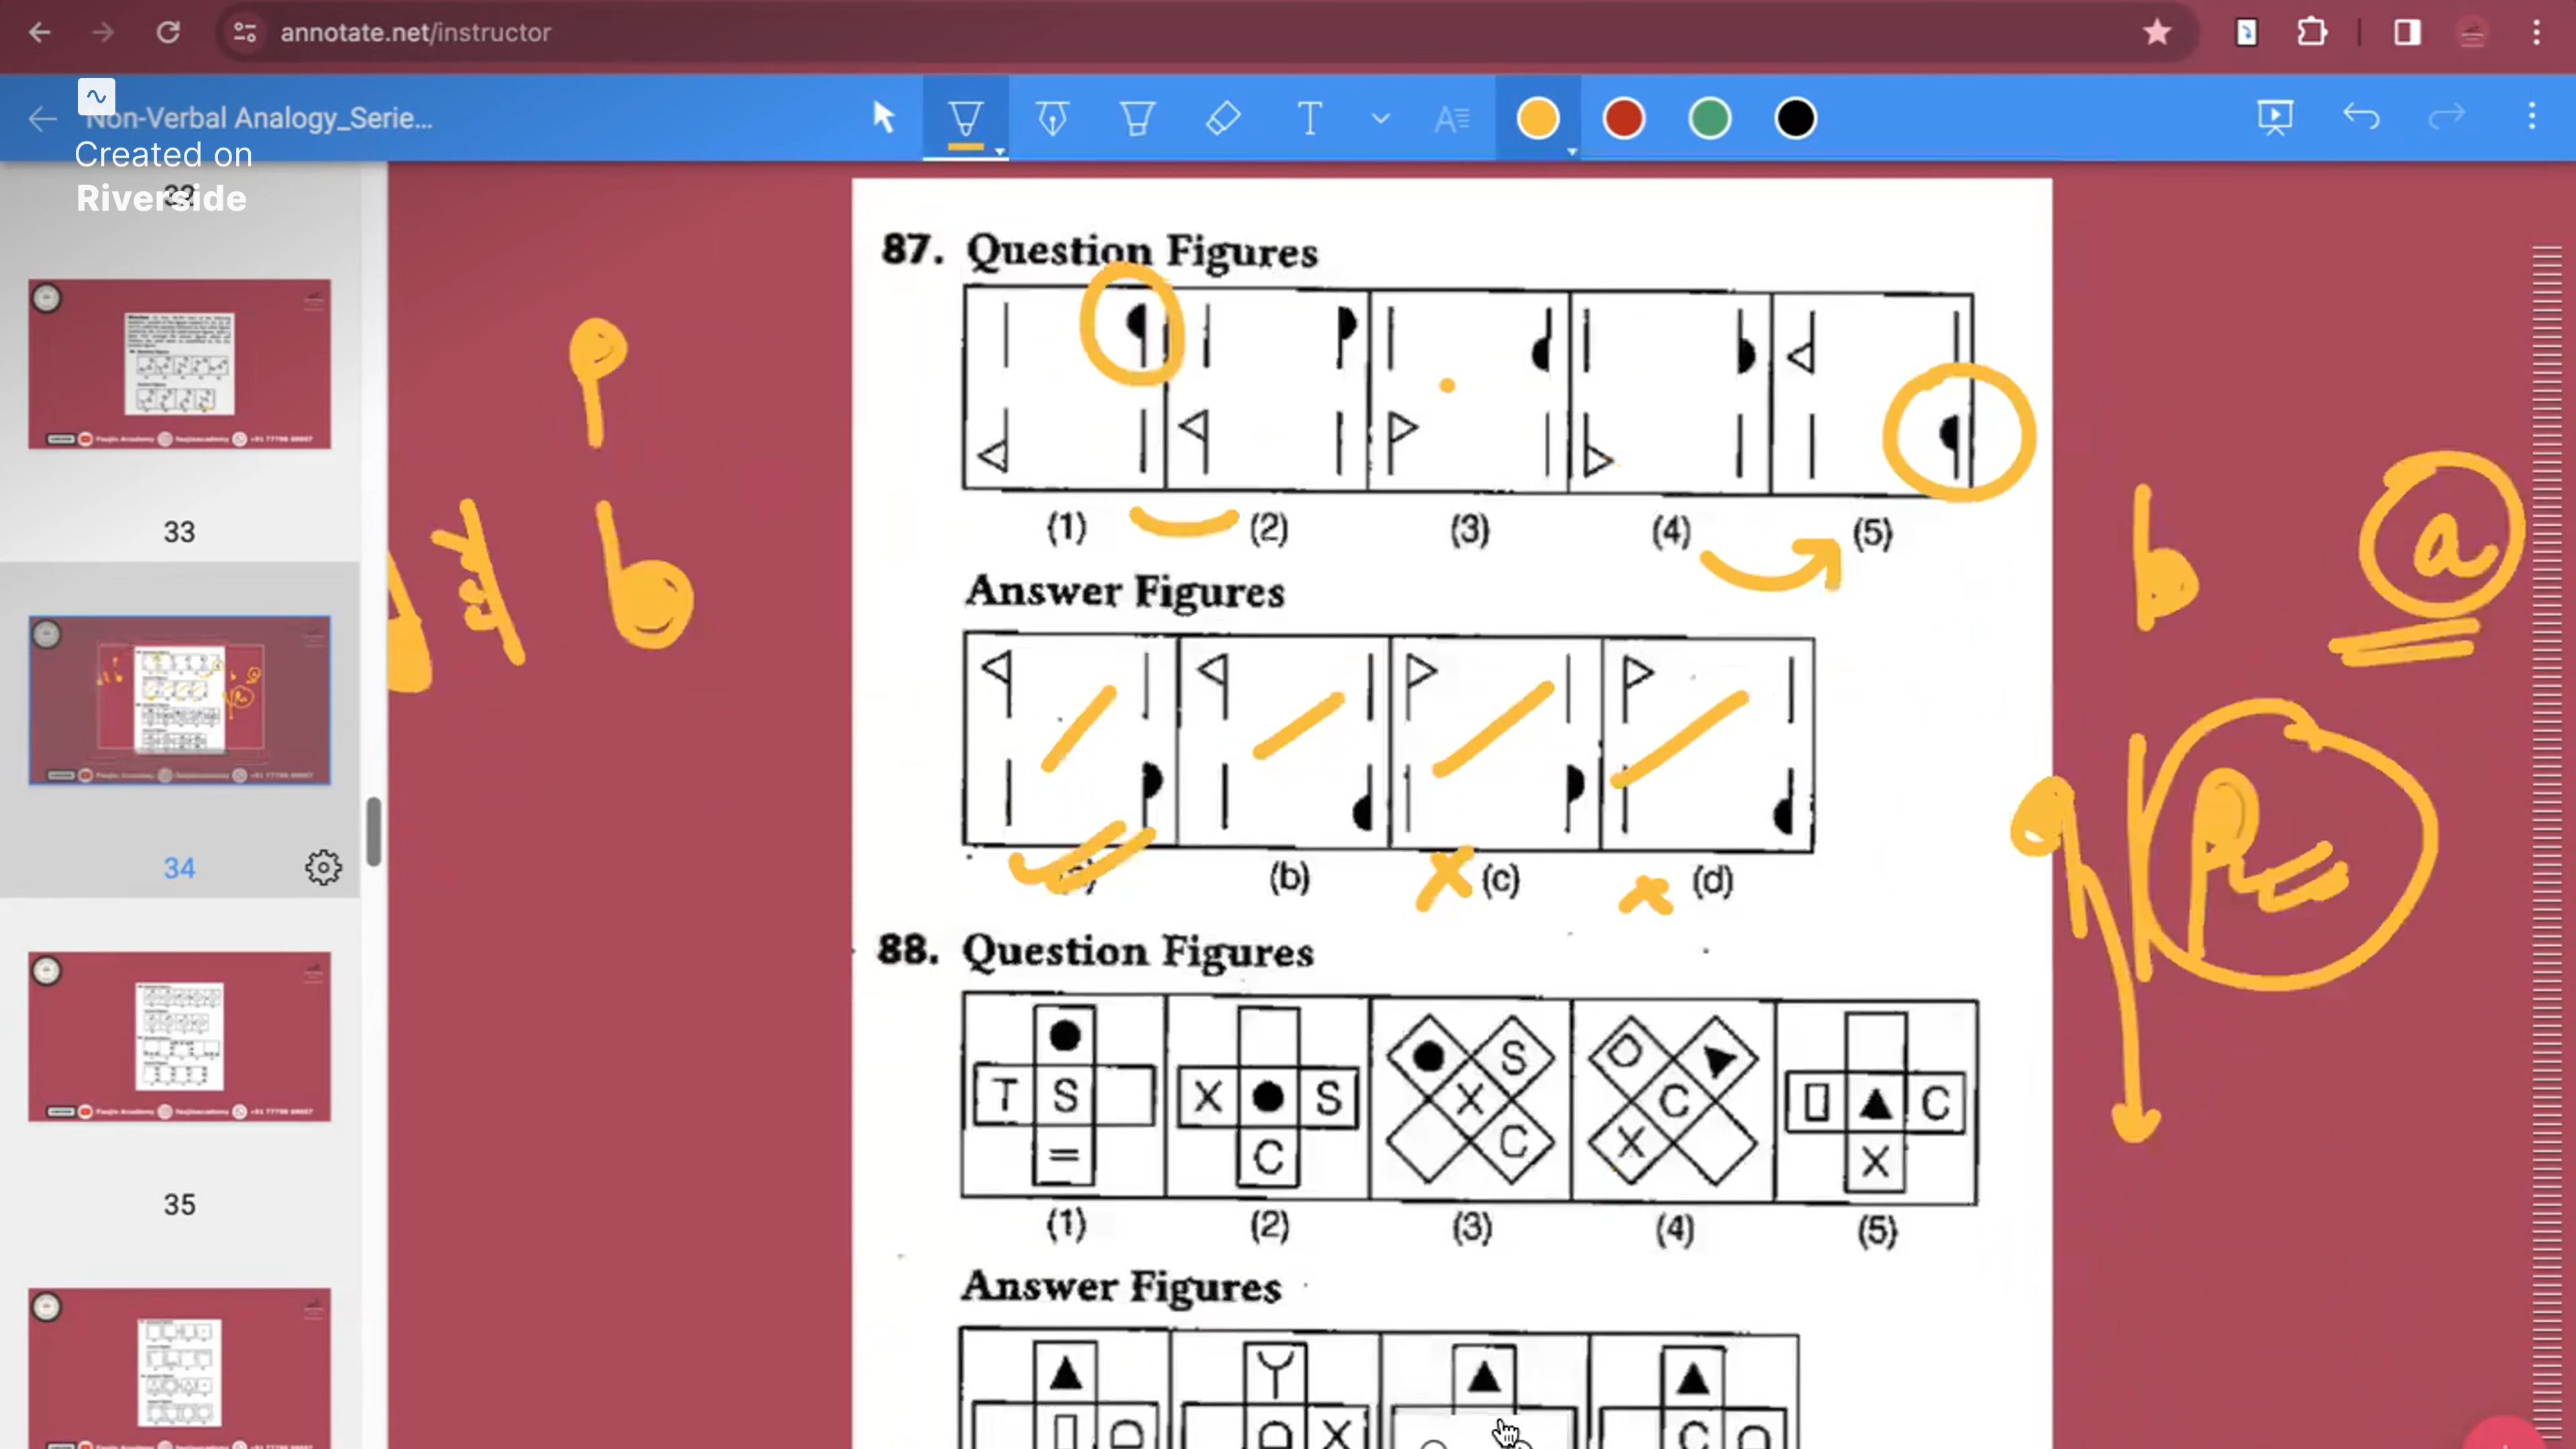 annotate.net/instructor
Non-Verbal Analogy_Serie...
Created on
Riverside
33
34
35
87. Question Figures
(1) (2) (3) (4) (5)
Answer Figures
(b) (c) (d)
p
b
b
a
q
88. Question Figures
T S =
X S C
S X C
D C X
C X
(1) (2) (3) (4) (5)
Answer Figures
X
C